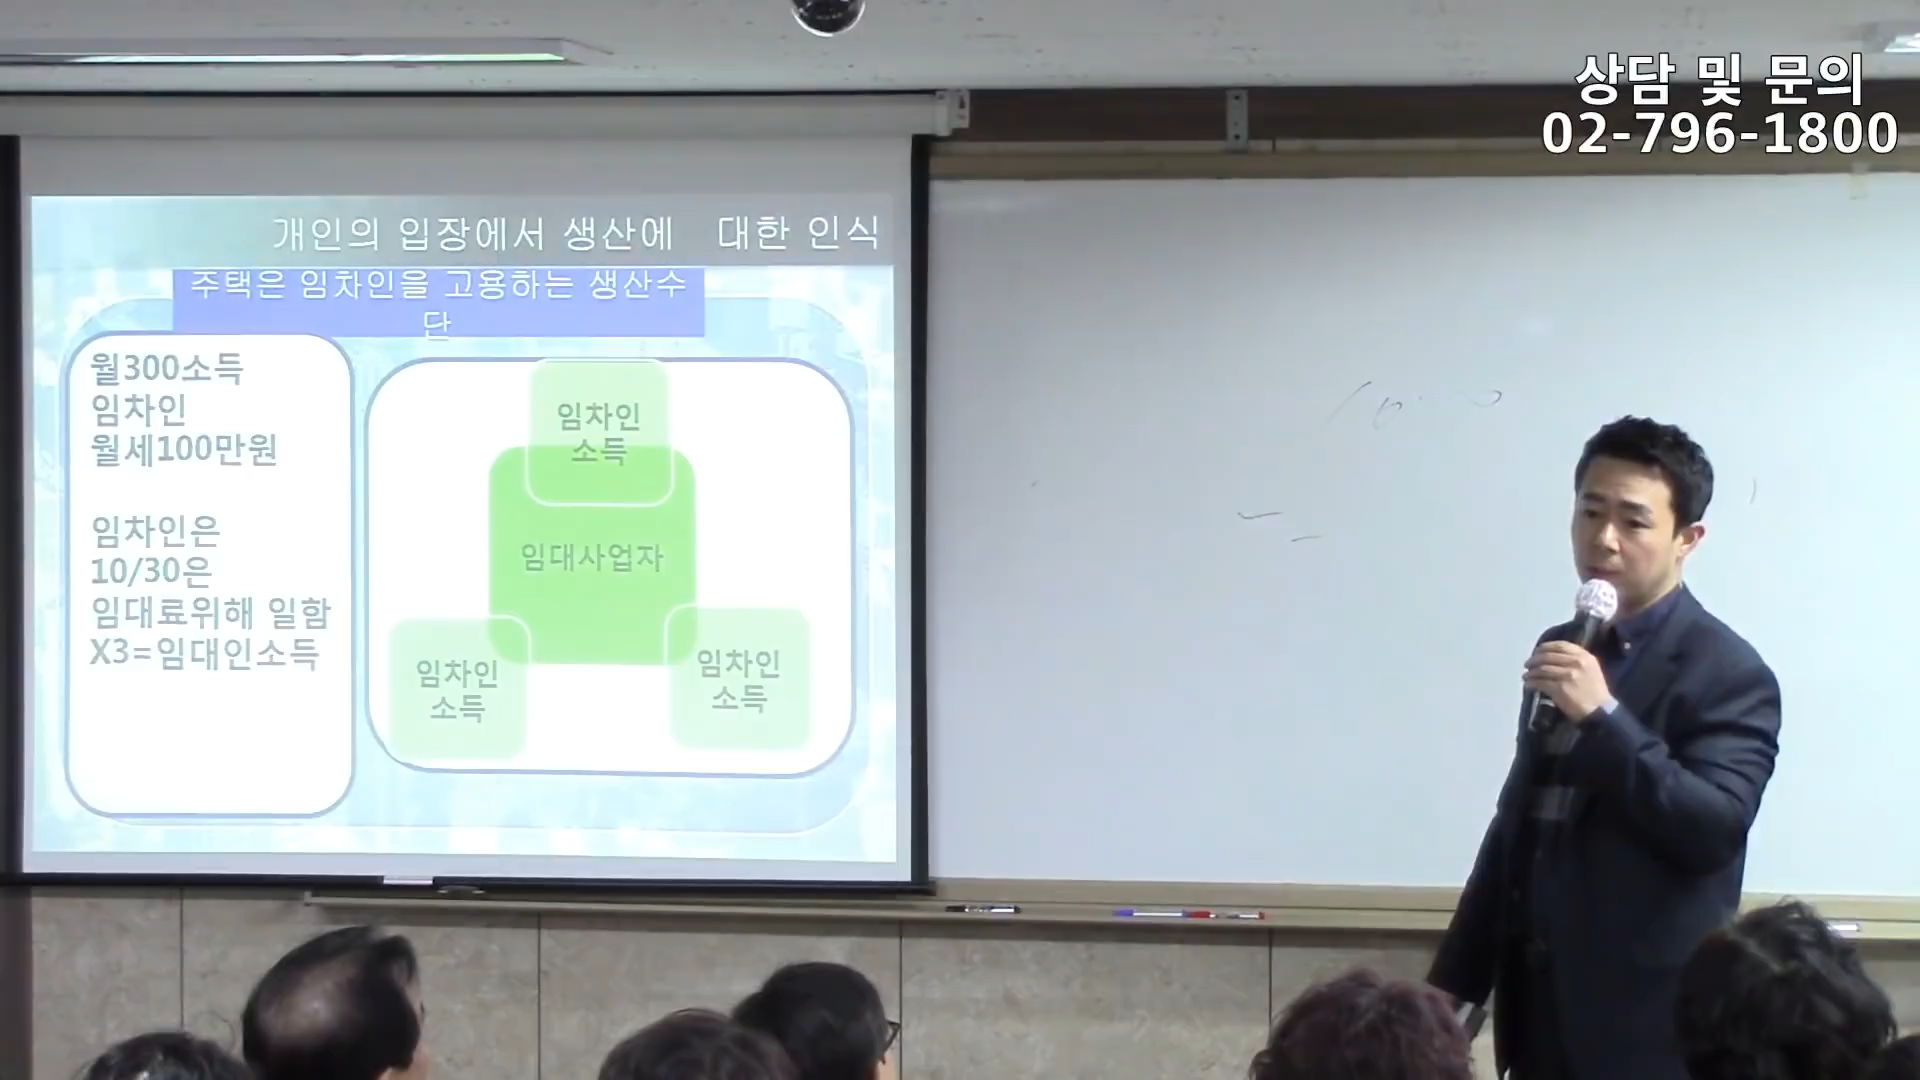 상담 및 문의
02-796-1800
개인의 입장에서 생산에 대한 인식
주택은 임차인을 고용하는 생산수
단
월300소득
임차인
월세100만원
임차인은
10/30은
임대료위해 일함
X3=임대인소득
임차인
소득
임대사업자
임차인
소득
임차인
소득